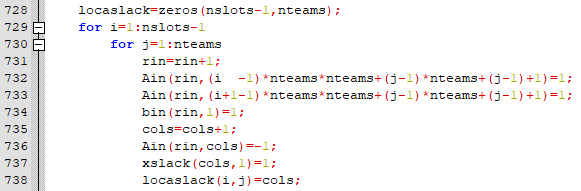 728 locaslack=zeros(nslots-1,nteams);
729 for i=1:nslots-1
730 for j=1:nteams
731 rin=rin+1;
732 Ain(rin,(i  -1)*nteams*nteams+(j-1)*nteams+(j-1)+1)=1;
733 Ain(rin,(i+1-1)*nteams*nteams+(j-1)*nteams+(j-1)+1)=1;
734 bin(rin,1)=1;
735 cols=cols+1;
736 Ain(rin,cols)=-1;
737 xslack(cols,1)=1;
738 locaslack(i,j)=cols;